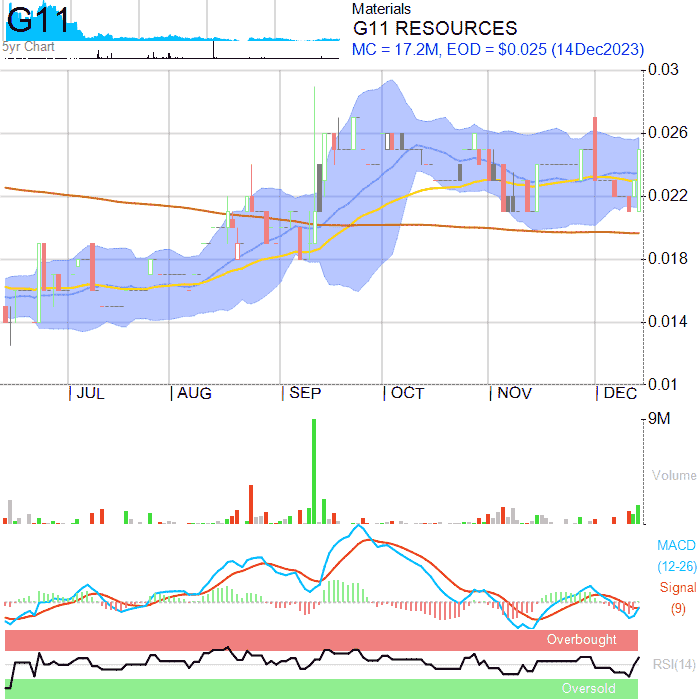 G11
5yr Chart
Materials
G11 RESOURCES
MC = 17.2M, EOD = $0.025 (14Dec2023)
0.03
0.026
0.022
0.018
0.014
0.01
JUL AUG SEP OCT NOV DEC
9M
Volume
MACD
(12-26)
Signal
(9)
Overbought
RSI(14)
Oversold